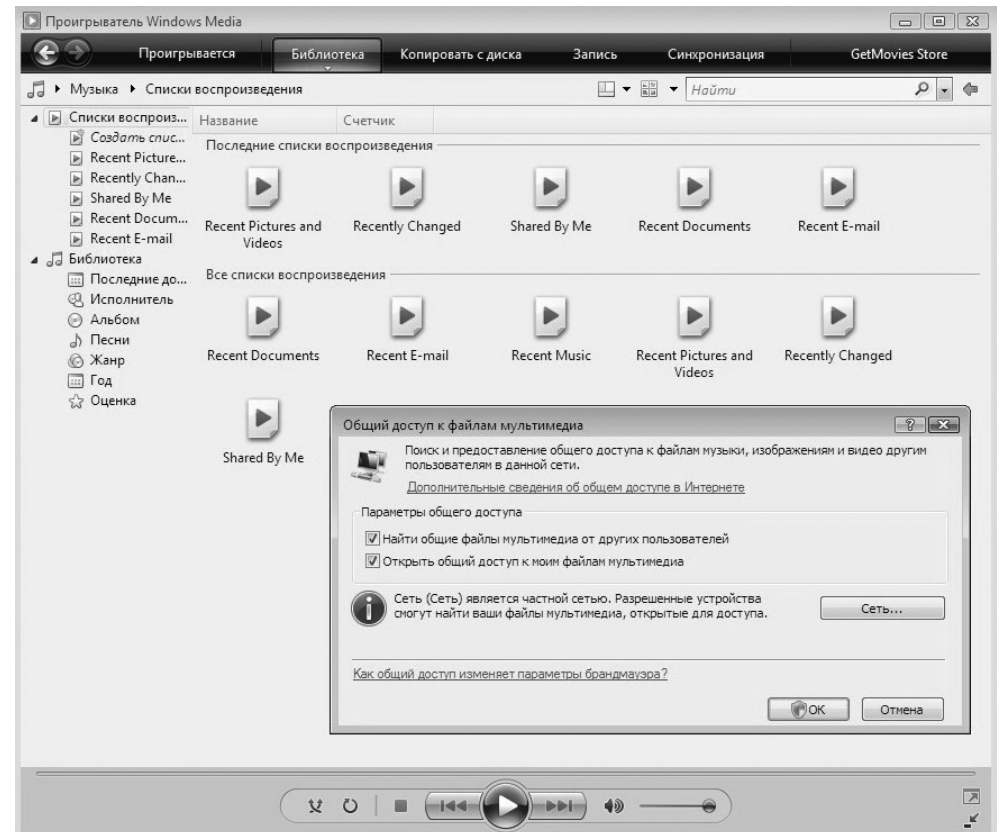 Проигрыватель Windows Media
Проигрывается Библиотека Копировать с диска Запись Синхронизация GetMovies Store
Музыка Списки воспроизведения Найти
Списки воспроиз...
Создать спис...
Recent Picture...
Recently Chan...
Shared By Me
Recent Docum...
Recent E-mail
Библиотека
Последние до...
Исполнитель
Альбом
Песни
Жанр
Год
Оценка
Название Счетчик
Последние списки воспроизведения
Recent Pictures and
Videos
Recently Changed
Shared By Me
Recent Documents
Recent E-mail
Все списки воспроизведения
Recent Documents
Recent E-mail
Recent Music
Recent Pictures and
Videos
Recently Changed
Shared By Me
Общий доступ к файлам мультимедиа
Поиск и предоставление общего доступа к файлам музыки, изображениям и видео другим
пользователям в данной сети.
Дополнительные сведения об общем доступе в Интернете
Параметры общего доступа
Найти общие файлы мультимедиа от других пользователей
Открыть общий доступ к моим файлам мультимедиа
Сеть (Сеть) является частной сетью. Разрешенные устройства
смогут найти ваши файлы мультимедиа, открытые для доступа.
Сеть...
Как общий доступ изменяет параметры брандмауэра?
ОК Отмена